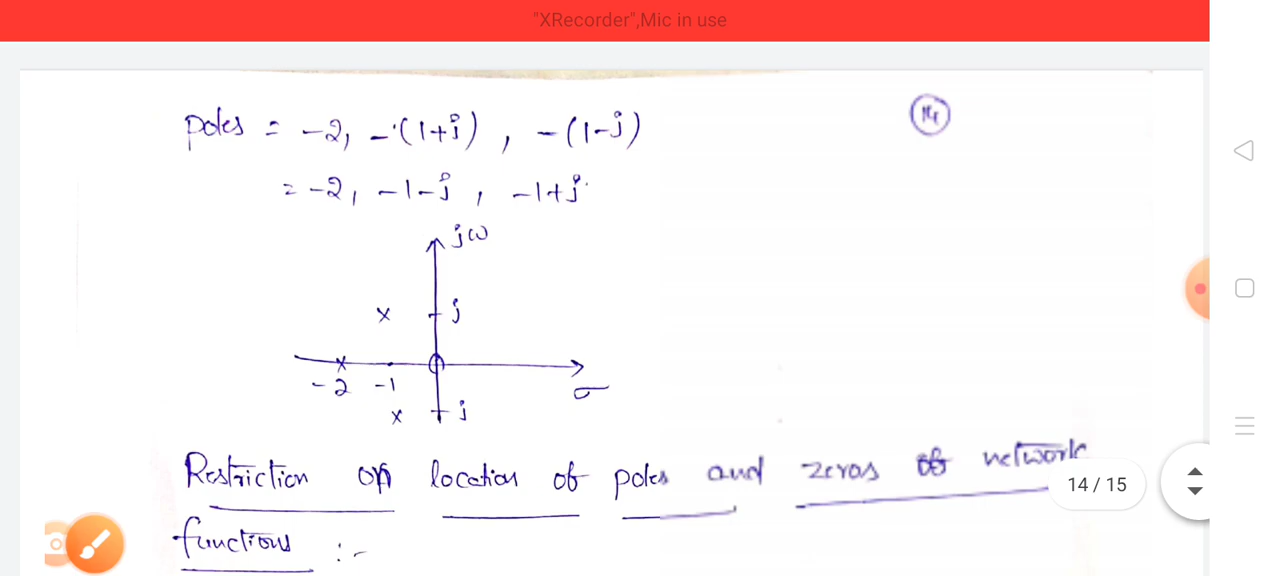 "XRecorder",Mic in use
14
poles = -2, -(1+j) , -(1-j)
= -2, -1-j , -1+j
jω
x j
x
-2 -1 σ
x j
Restriction on location of poles and zeros of network
14 / 15
functions :-